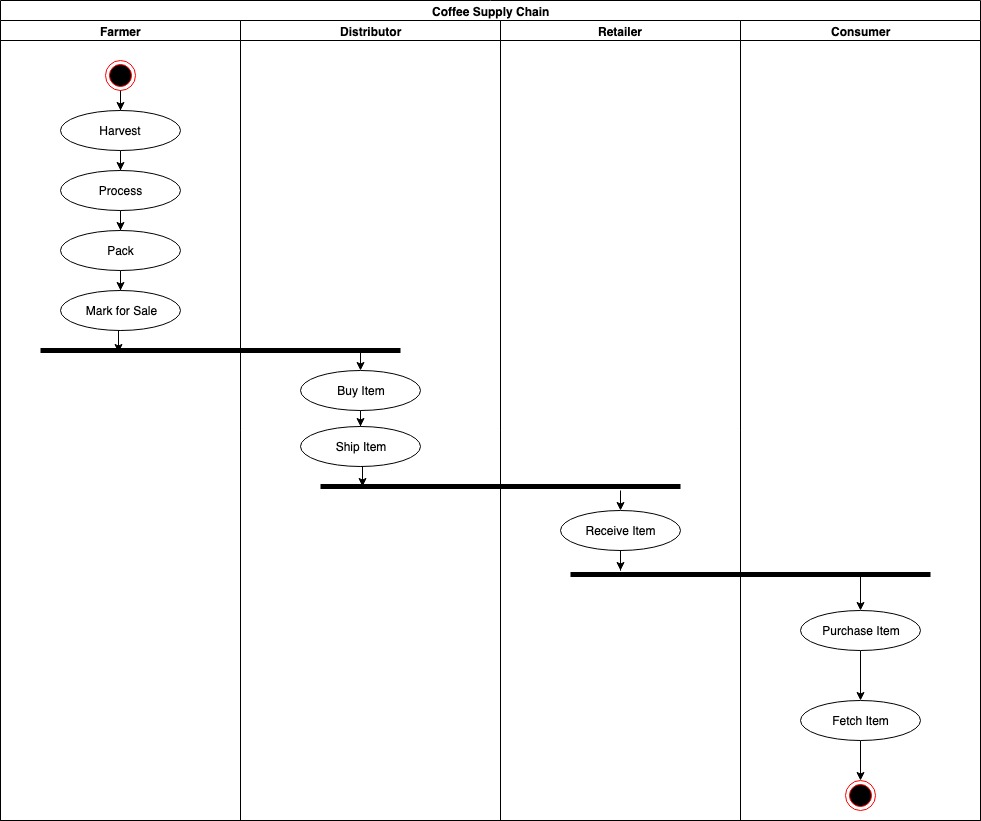 Coffee Supply Chain
Farmer
Distributor
Retailer
Consumer
Harvest
Process
Pack
Mark for Sale
Buy Item
Ship Item
Receive Item
Purchase Item
Fetch Item